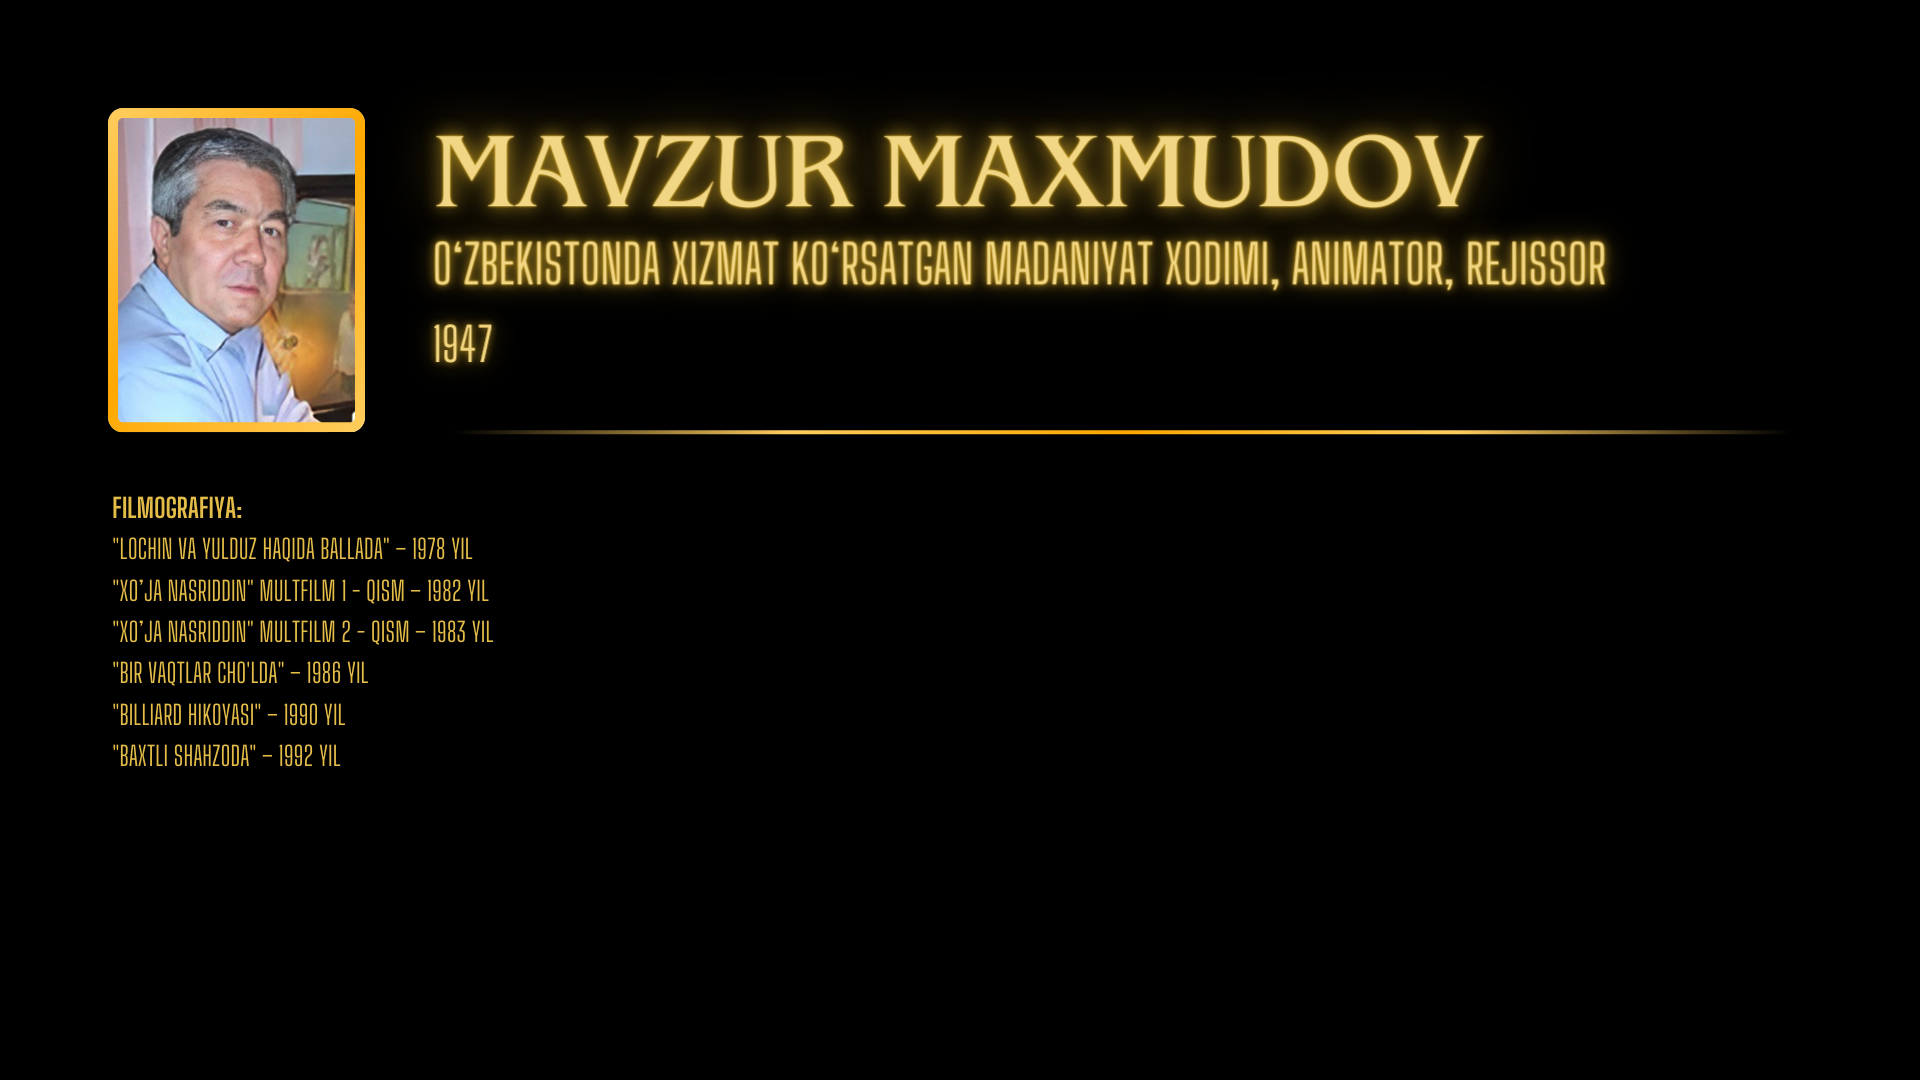 MAVZUR MAXMUDOV
O‘ZBEKISTONDA XIZMAT KO‘RSATGAN MADANIYAT XODIMI, ANIMATOR, REJISSOR
1947
FILMOGRAFIYA:
"LOCHIN VA YULDUZ HAQIDA BALLADA" – 1978 YIL
"XO’JA NASRIDDIN" MULTFILM 1 - QISM – 1982 YIL
"XO’JA NASRIDDIN" MULTFILM 2 - QISM – 1983 YIL
"BIR VAQTLAR CHO'LDA" – 1986 YIL
"BILLIARD HIKOYASI" – 1990 YIL
"BAXTLI SHAHZODA" – 1992 YIL